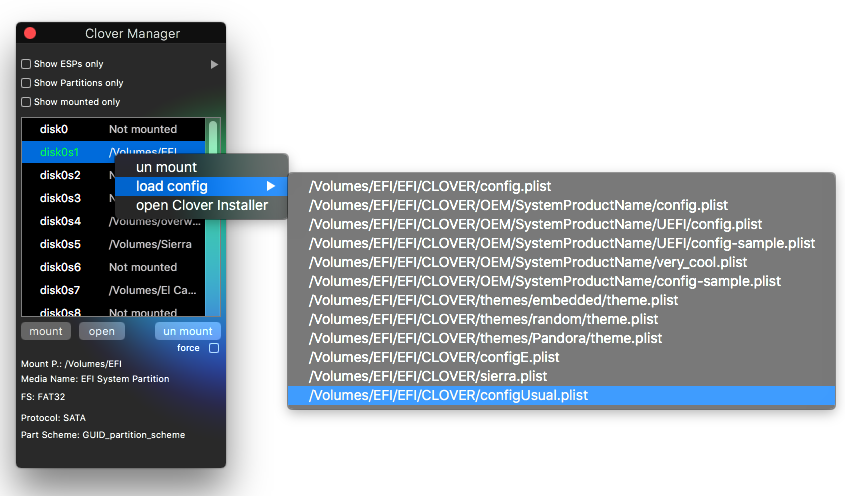 Clover Manager
Show ESPs only
Show Partitions only
Show mounted only
disk0 Not mounted
disk0s1 /Volumes/EFI
disk0s2
disk0s3
disk0s4 /Volumes/overw...
disk0s5 /Volumes/Sierra
disk0s6 Not mounted
disk0s7 /Volumes/El Ca...
disk0s8 Not mounted
un mount
load config
open Clover Installer
/Volumes/EFI/EFI/CLOVER/config.plist
/Volumes/EFI/EFI/CLOVER/OEM/SystemProductName/config.plist
/Volumes/EFI/EFI/CLOVER/OEM/SystemProductName/UEFI/config.plist
/Volumes/EFI/EFI/CLOVER/OEM/SystemProductName/UEFI/config-sample.plist
/Volumes/EFI/EFI/CLOVER/OEM/SystemProductName/very_cool.plist
/Volumes/EFI/EFI/CLOVER/OEM/SystemProductName/config-sample.plist
/Volumes/EFI/EFI/CLOVER/themes/embedded/theme.plist
/Volumes/EFI/EFI/CLOVER/themes/random/theme.plist
/Volumes/EFI/EFI/CLOVER/themes/Pandora/theme.plist
/Volumes/EFI/EFI/CLOVER/configE.plist
/Volumes/EFI/EFI/CLOVER/sierra.plist
/Volumes/EFI/EFI/CLOVER/configUsual.plist
mount open un mount
force
Mount P.: /Volumes/EFI
Media Name: EFI System Partition
FS: FAT32
Protocol: SATA
Part Scheme: GUID_partition_scheme